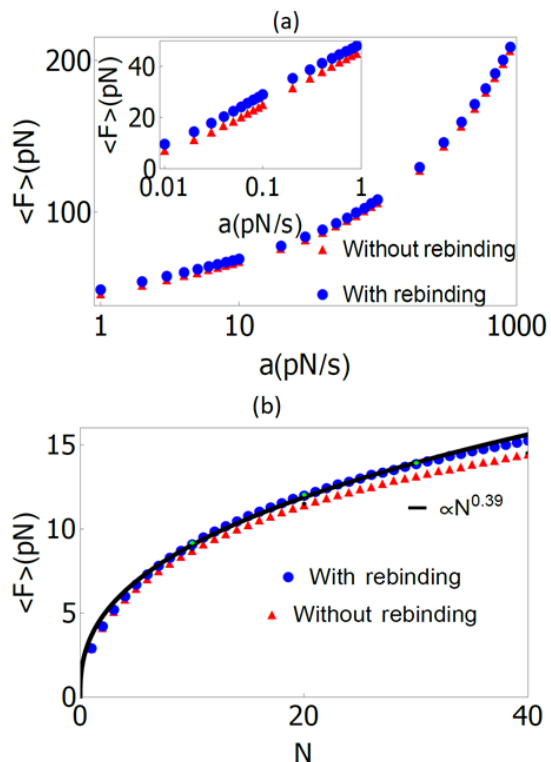 (a)
200
100
<F>(pN)
40
20
0
<F>(pN)
0.01
0.1
1
a(pN/s)
Without rebinding
With rebinding
1
10
1000
a(pN/s)
(b)
15
10
5
0
<F>(pN)
∝N^0.39
With rebinding
Without rebinding
0
20
40
N